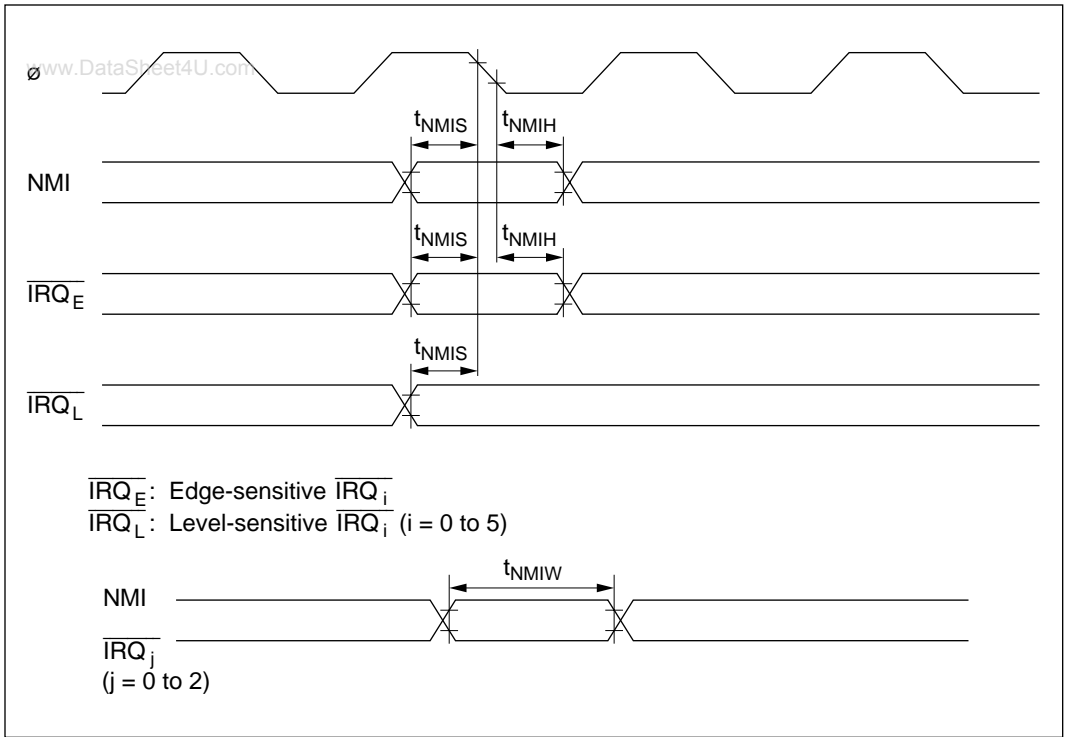 www.DataSheet4U.com
ø
tNMIS tNMIH
NMI
tNMIS tNMIH
IRQE
tNMIS
IRQL
IRQE: Edge-sensitive IRQi
IRQL: Level-sensitive IRQi (i = 0 to 5)
tNMIW
NMI
IRQj
(j = 0 to 2)